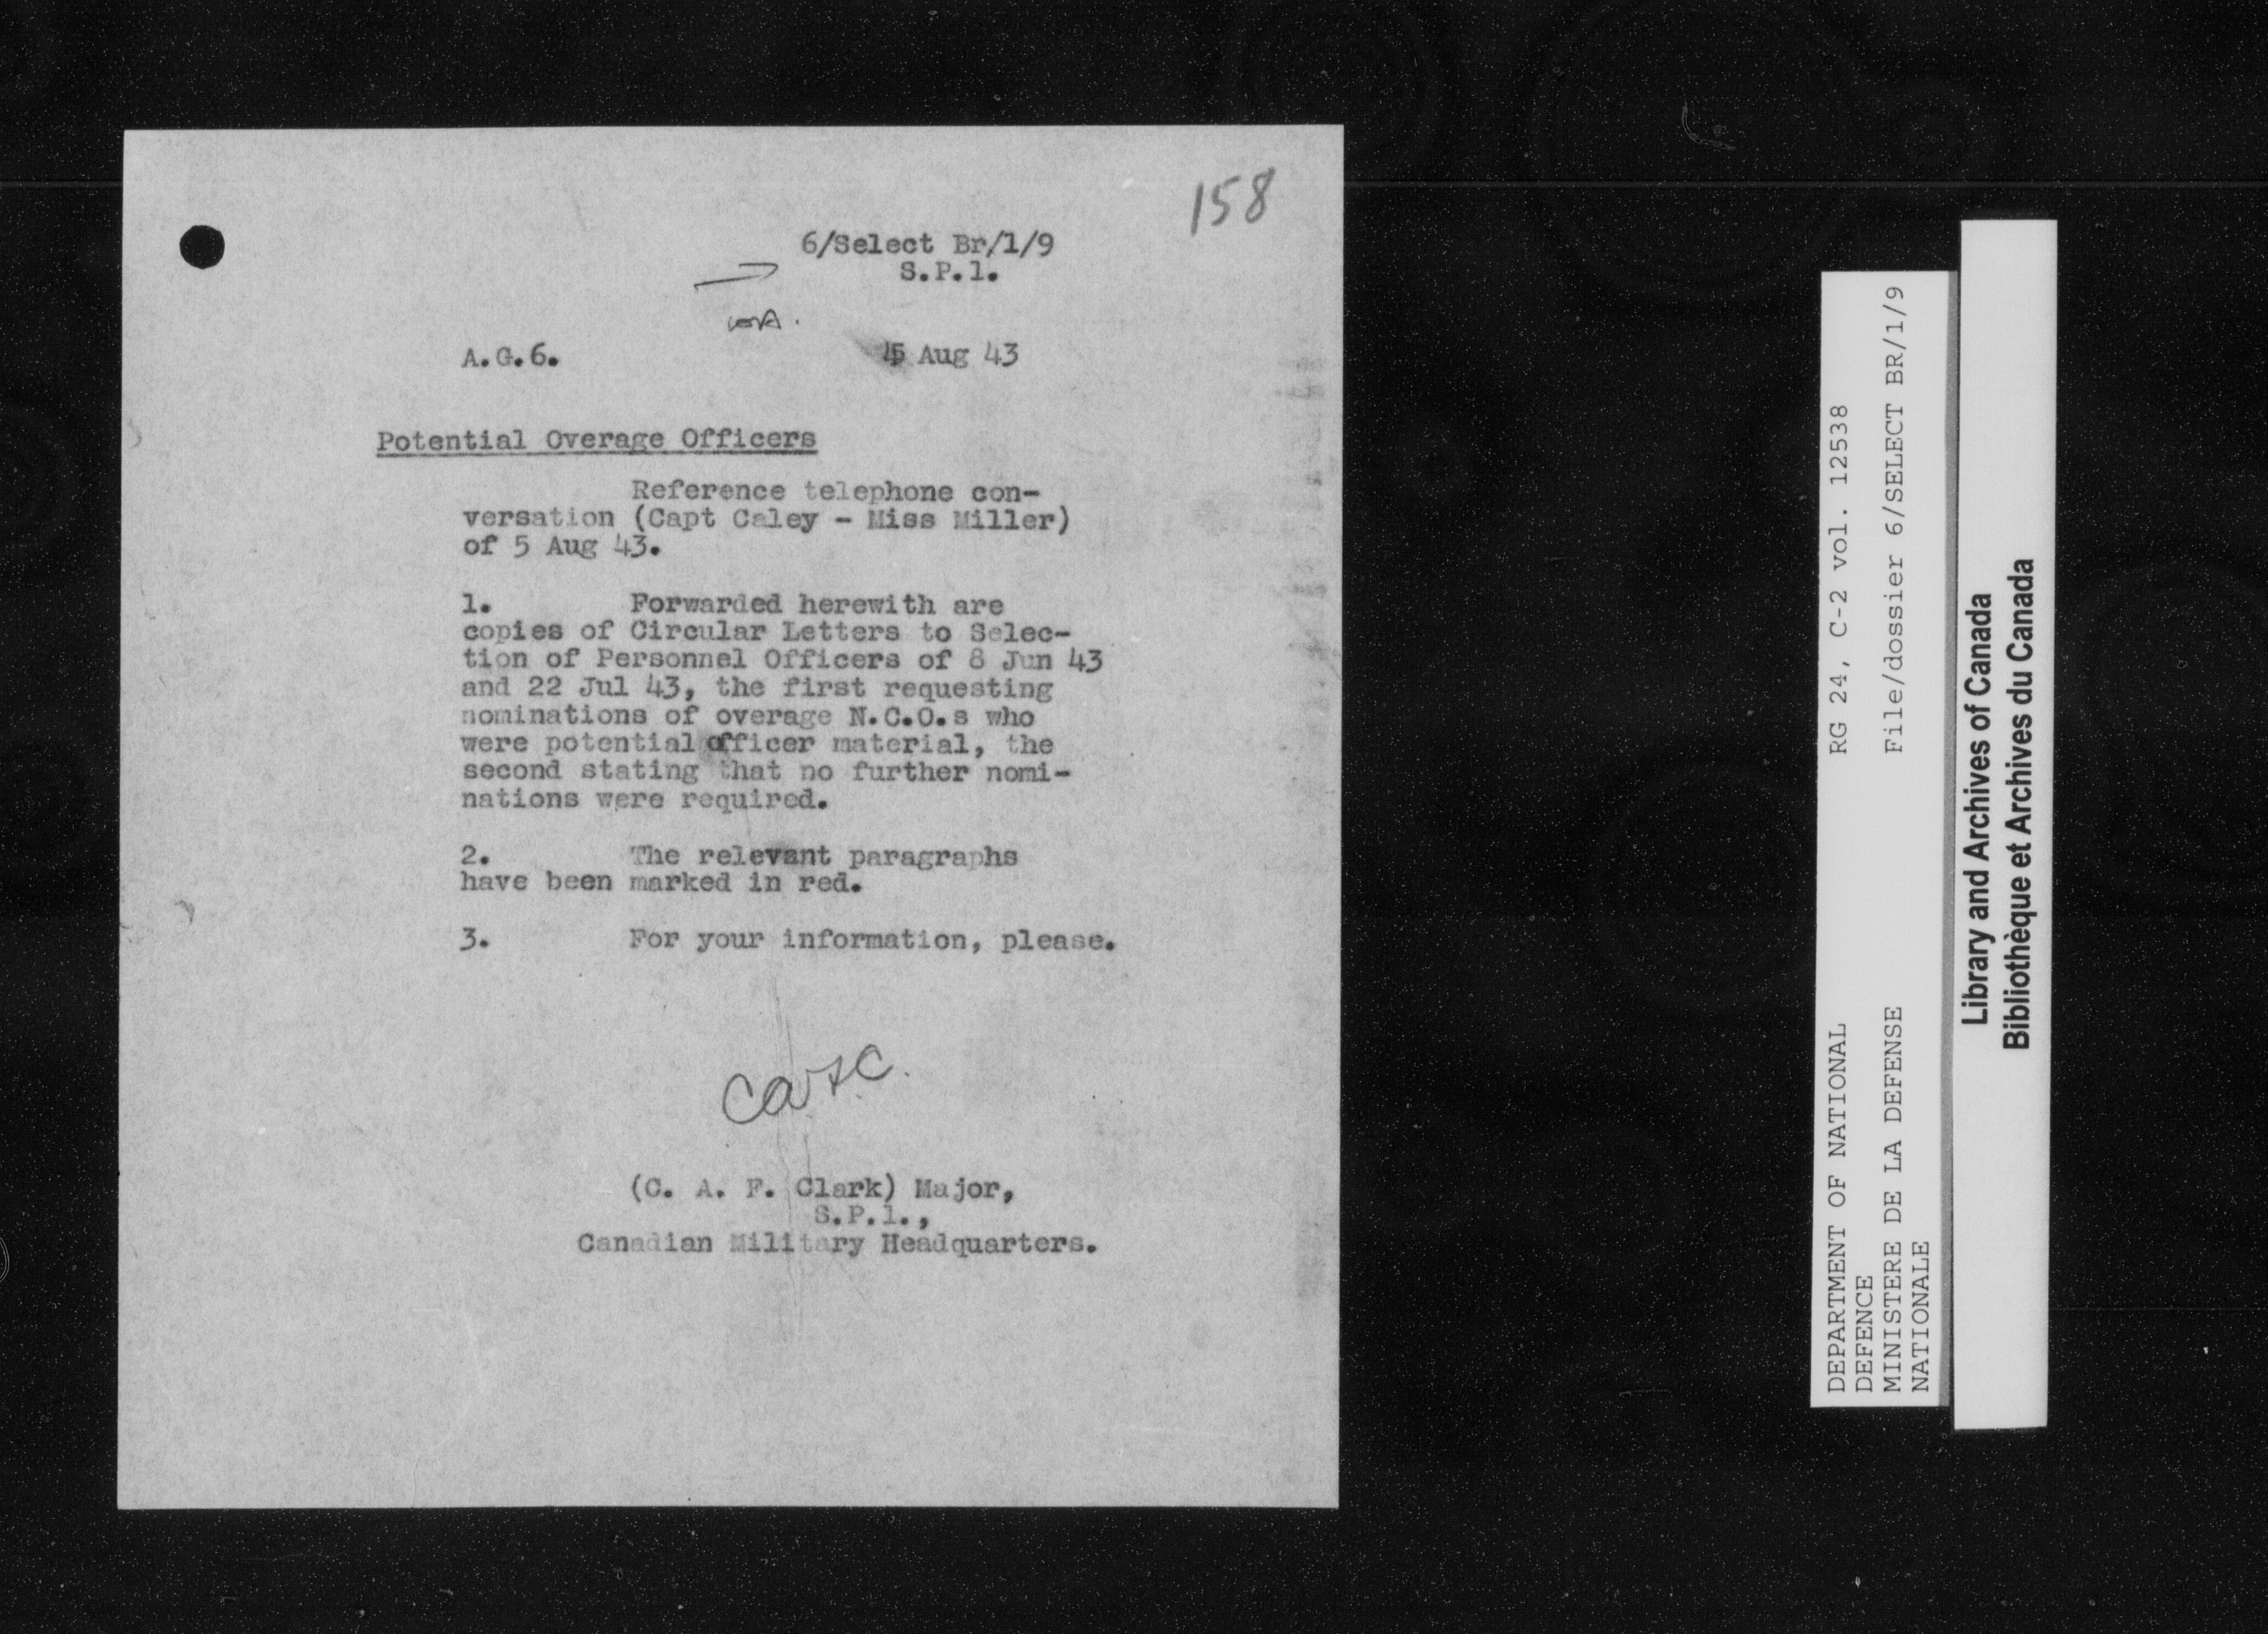 158
6/Select Br/1/9
S.P.1.
A.G.6.
5 Aug 43
Potential Overage Officers
Reference telephone con-
versation (Capt Caley - Miss Miller)
of 5 Aug 43.
1. Forwarded herewith are
copies of Circular Letters to Selec-
tion of Personnel Officers of 8 Jun 43
and 22 Jul 43, the first requesting
nominations of overage N.C.O.s who
were potential officer material, the
second stating that no further nomi-
nations were required.
2. The relevant paragraphs
have been marked in red.
3. For your information, please.
(C. A. F. Clark) Major,
S.P.1.,
Canadian Military Headquarters.
DEPARTMENT OF NATIONAL
DEFENCE
MINISTERE DE LA DEFENSE
NATIONALE
RG 24, C-2 vol. 12538
File/dossier 6/SELECT BR/1/9
Library and Archives of Canada
Bibliothèque et Archives du Canada